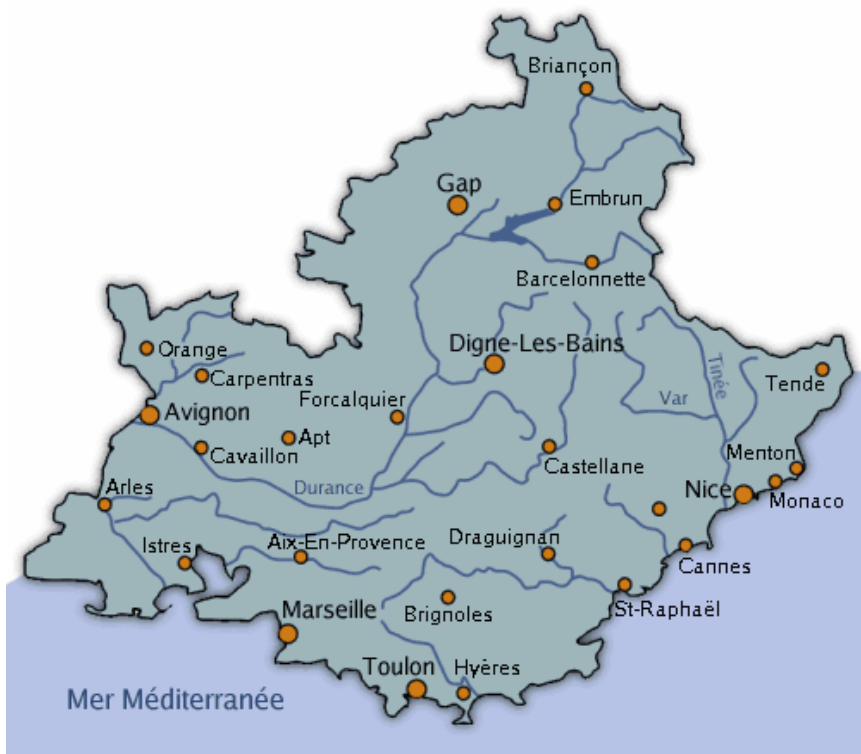 Briançon
Gap
Embrun
Barcelonnette
Orange
Digne-Les-Bains
Tinée
Carpentras
Tende
Forcalquier
Var
Avignon
Apt
Cavaillon
Castellane
Menton
Arles
Durance
Nice
Monaco
Istres
Aix-En-Provence
Draguignan
Cannes
Marseille
Brignoles
St-Raphaël
Toulon
Hyères
Mer Méditerranée